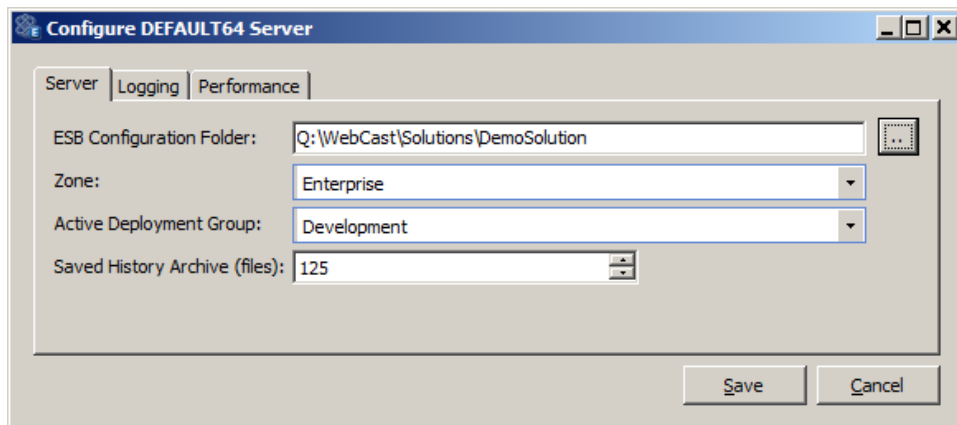 Configure DEFAULT64 Server
Server Logging Performance
ESB Configuration Folder: Q:\WebCast\Solutions\DemoSolution ..
Zone: Enterprise
Active Deployment Group: Development
Saved History Archive (files): 125
Save Cancel